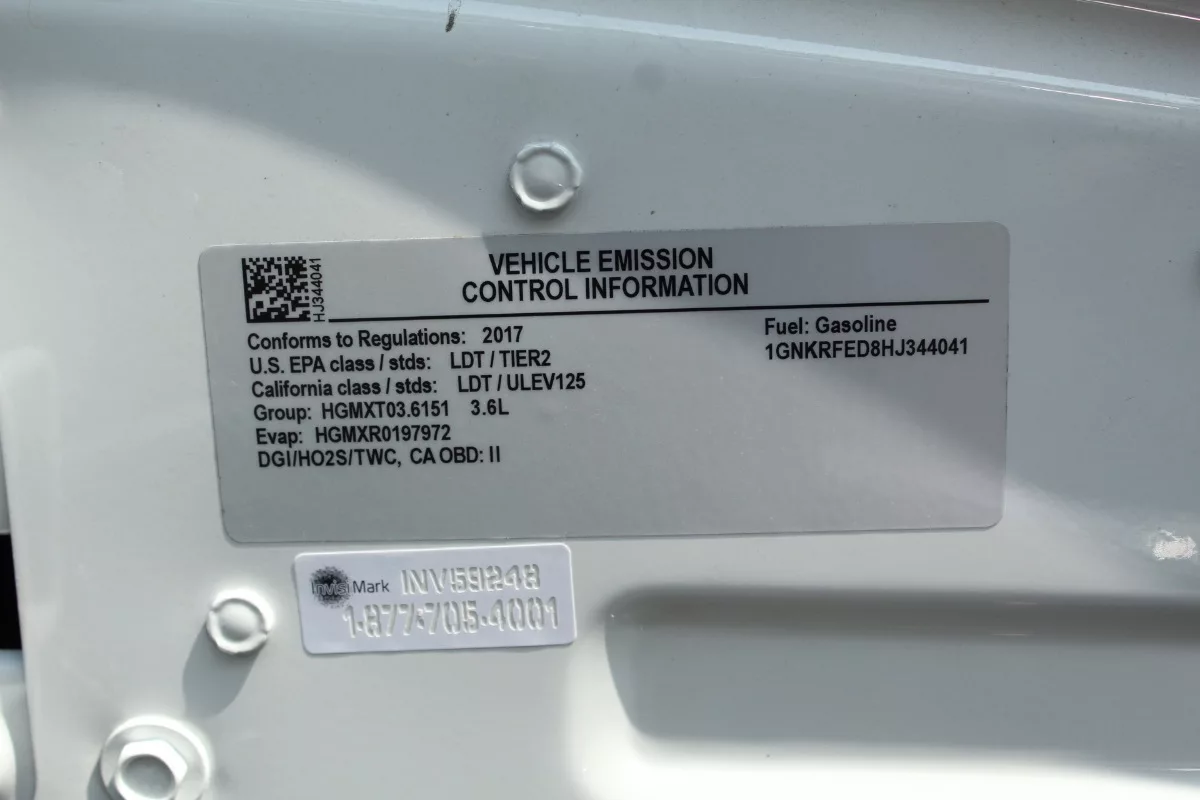 HJ344041
VEHICLE EMISSION
CONTROL INFORMATION
Conforms to Regulations: 2017
U.S. EPA class / stds: LDT / TIER2
California class / stds: LDT / ULEV125
Group: HGMXT03.6151 3.6L
Evap: HGMXR0197972
DGI/HO2S/TWC, CA OBD: II
Fuel: Gasoline
1GNKRFED8HJ344041
InvisiMark INV59248
1-877-705-4001